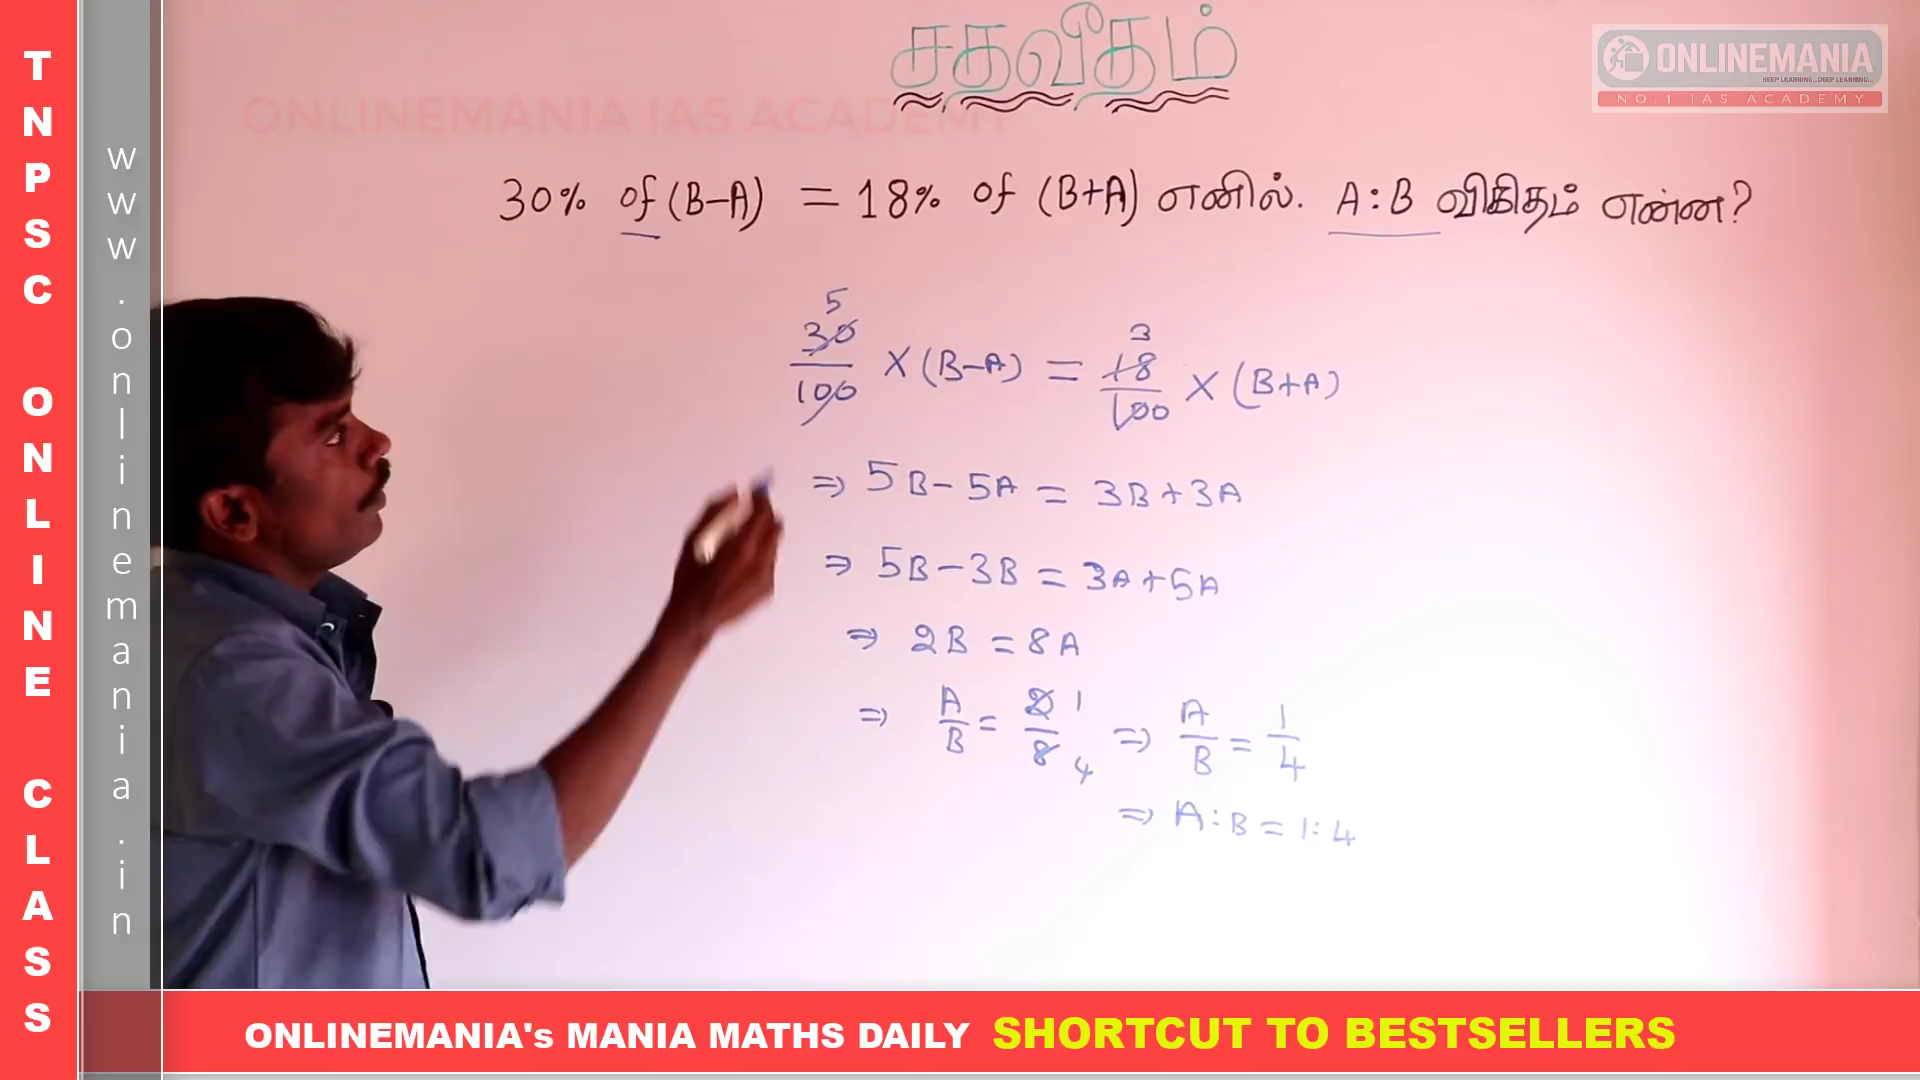 சதவீதம்
ONLINEMANIA
KEEP LEARNING...DEEP LEARNING...
NO.1 IAS ACADEMY
ONLINEMANIA IAS ACADEMY
30% of (B-A) = 18% of (B+A) எனில். A:B விகிதம் என்ன?
5 3
30/100 X (B-A) = 18/100 X (B+A)
⇒ 5B-5A = 3B+3A
⇒ 5B-3B = 3A+5A
⇒ 2B = 8A
⇒ A/B = 2/8 1 4 ⇒ A/B = 1/4
⇒ A:B = 1:4
TNPSC ONLINE CLASS
www.onlinemania.in
ONLINEMANIA's MANIA MATHS DAILY SHORTCUT TO BESTSELLERS